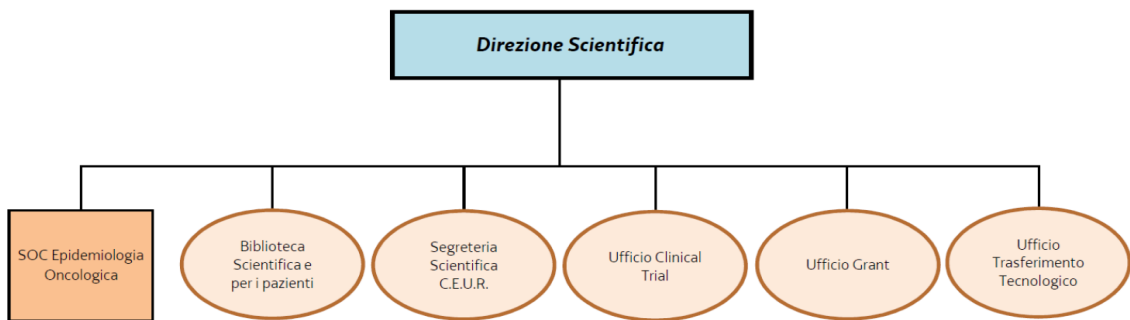 Direzione Scientifica
SOC Epidemiologia
Oncologica
Biblioteca
Scientifica e
per i pazienti
Segreteria
Scientifica
C.E.U.R.
Ufficio Clinical
Trial
Ufficio Grant
Ufficio
Trasferimento
Tecnologico